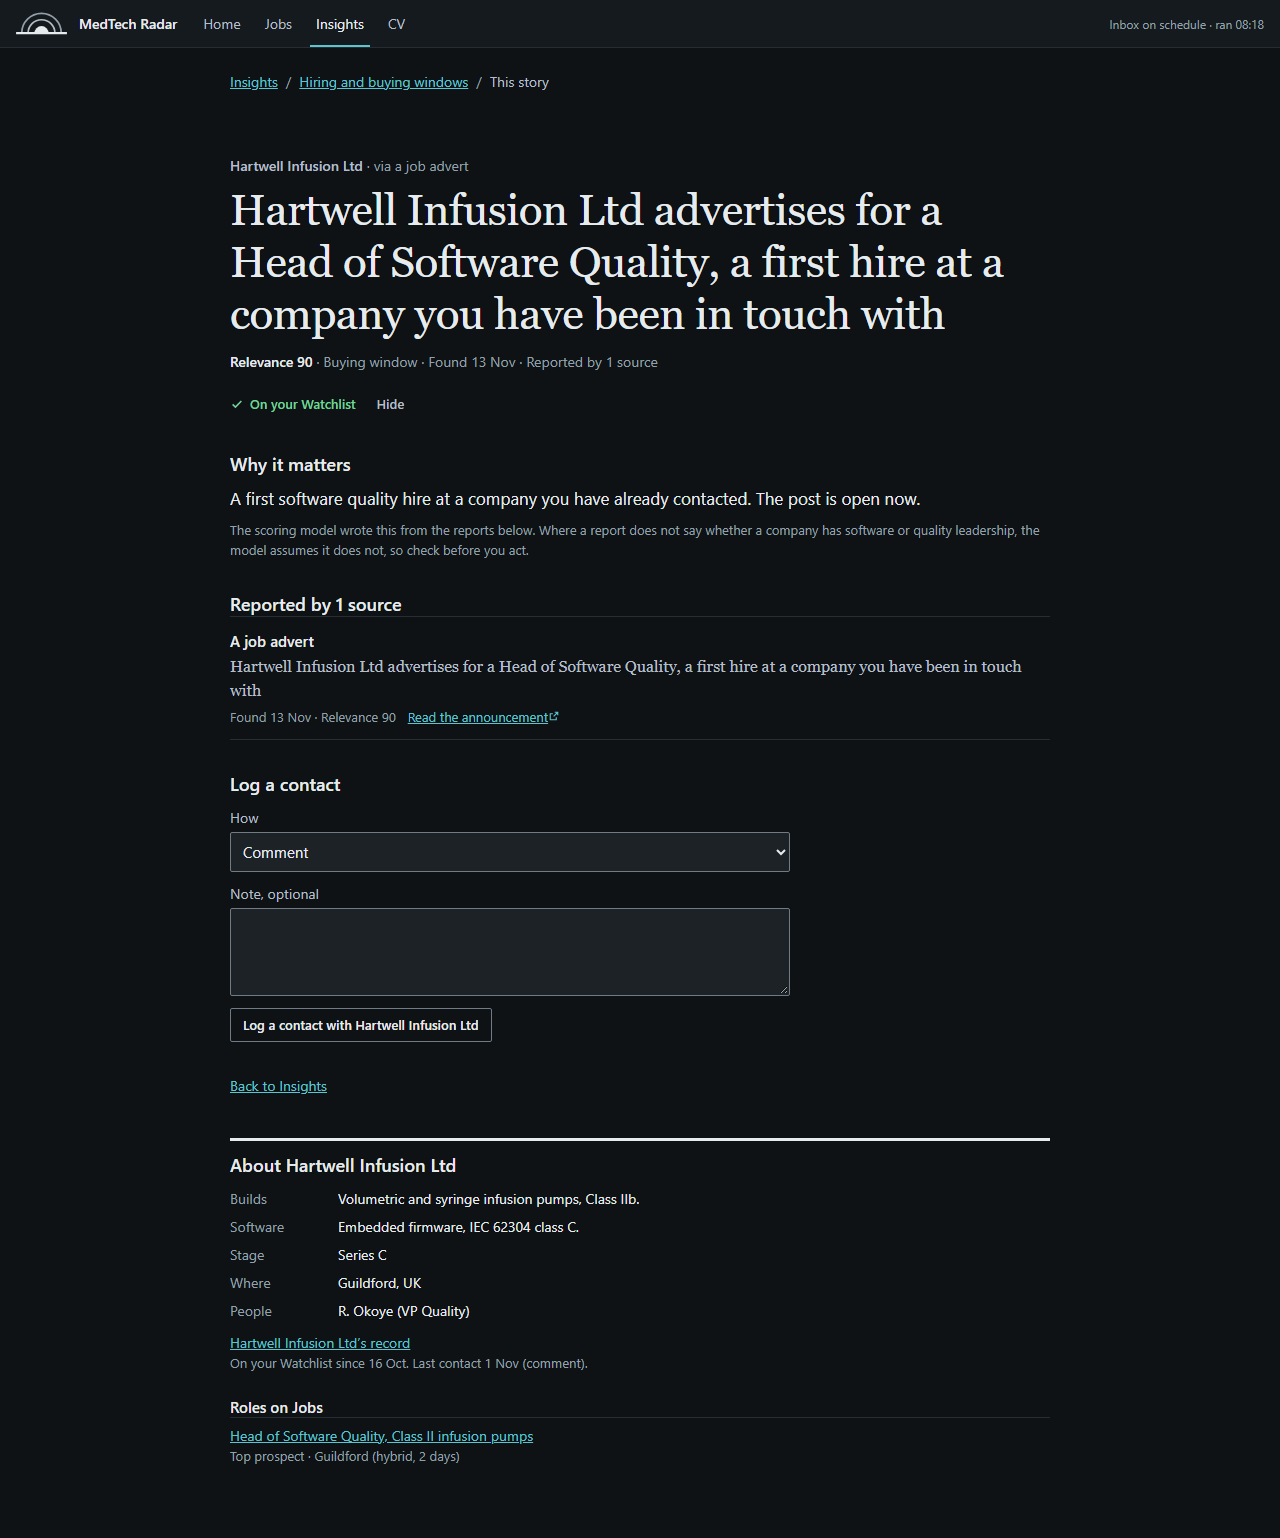 MedTech Radar Home Jobs Insights CV Inbox on schedule · ran 08:18
Insights / Hiring and buying windows / This story
Hartwell Infusion Ltd · via a job advert
Hartwell Infusion Ltd advertises for a
Head of Software Quality, a first hire at a
company you have been in touch with
Relevance 90 · Buying window · Found 13 Nov · Reported by 1 source
On your Watchlist Hide
Why it matters
A first software quality hire at a company you have already contacted. The post is open now.
The scoring model wrote this from the reports below. Where a report does not say whether a company has software or quality leadership, the
model assumes it does not, so check before you act.
Reported by 1 source
A job advert
Hartwell Infusion Ltd advertises for a Head of Software Quality, a first hire at a company you have been in touch
with
Found 13 Nov · Relevance 90 Read the announcement
Log a contact
How
Comment
Note, optional
Log a contact with Hartwell Infusion Ltd
Back to Insights
About Hartwell Infusion Ltd
Builds Volumetric and syringe infusion pumps, Class IIb.
Software Embedded firmware, IEC 62304 class C.
Stage Series C
Where Guildford, UK
People R. Okoye (VP Quality)
Hartwell Infusion Ltd's record
On your Watchlist since 16 Oct. Last contact 1 Nov (comment).
Roles on Jobs
Head of Software Quality, Class II infusion pumps
Top prospect · Guildford (hybrid, 2 days)